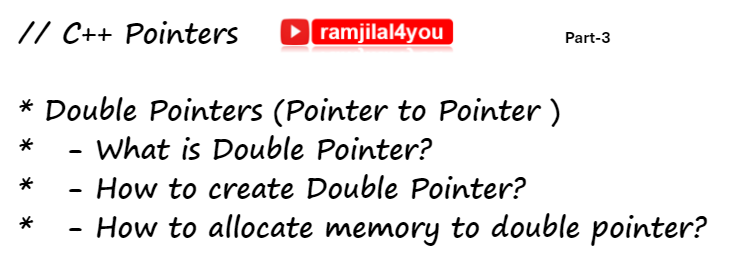 // C++ Pointers ramjilal4you Part-3
* Double Pointers (Pointer to Pointer )
* - What is Double Pointer?
* - How to create Double Pointer?
* - How to allocate memory to double pointer?